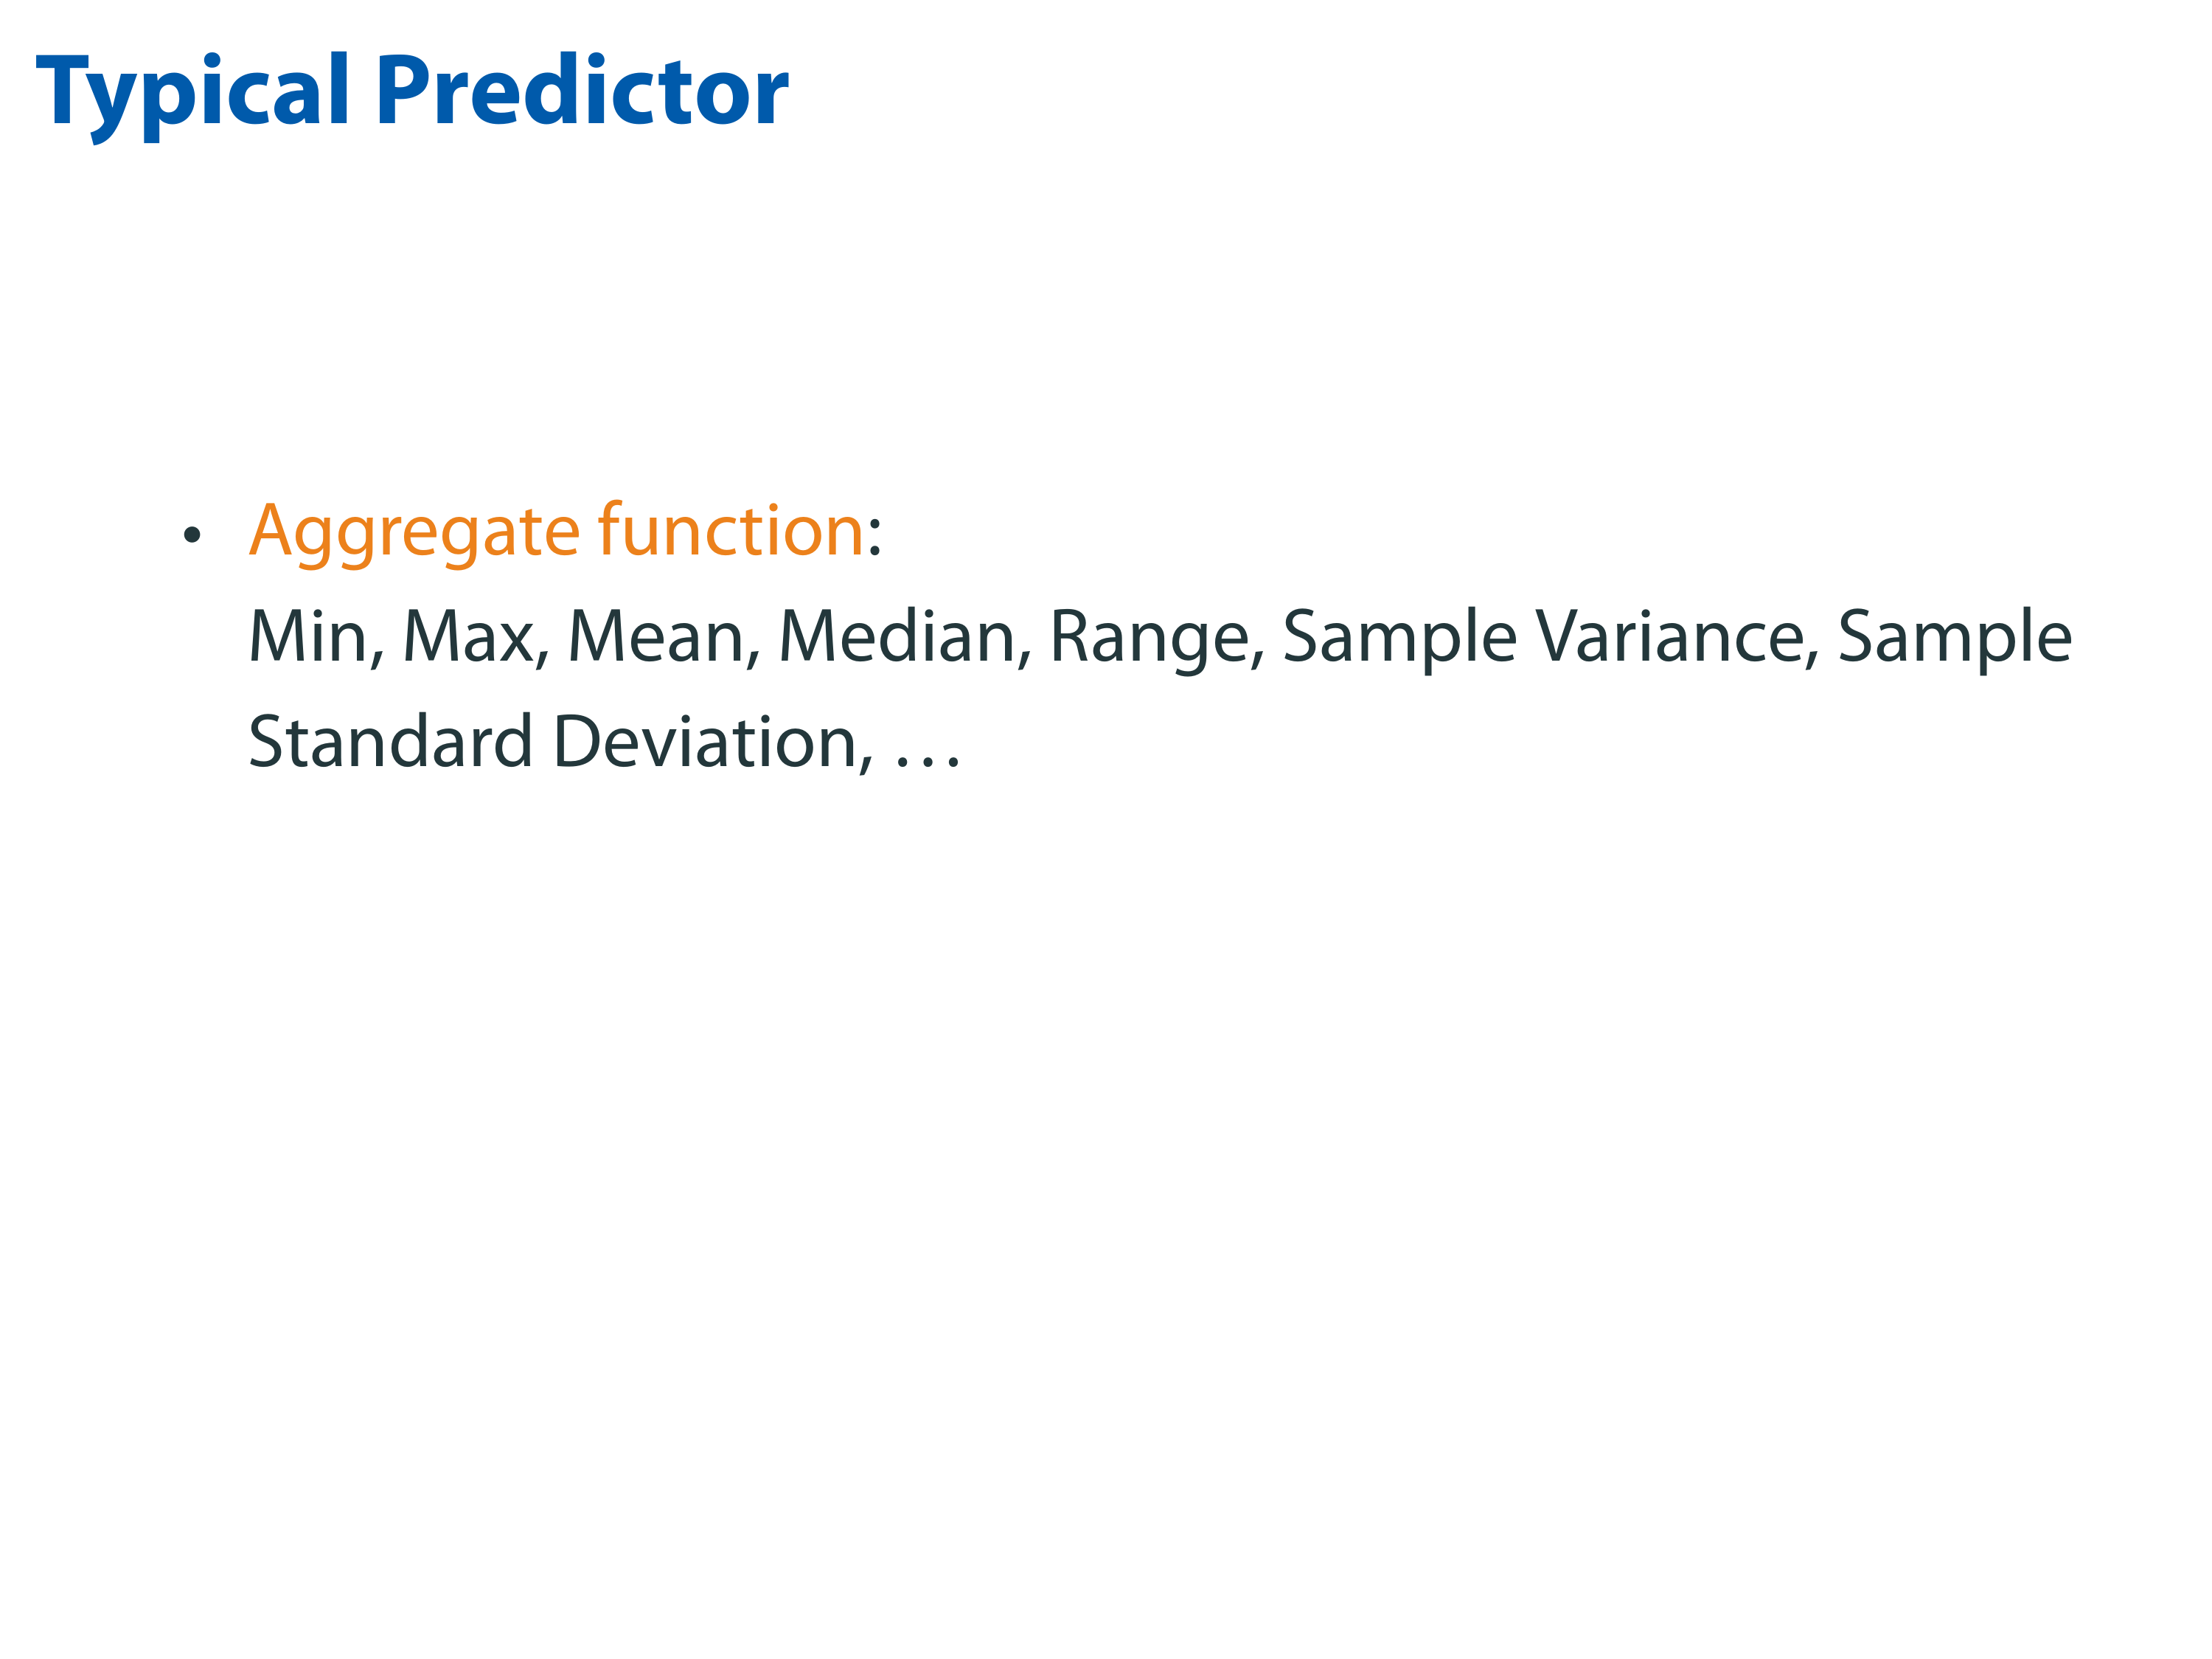 Typical Predictor
• Aggregate function:
Min, Max, Mean, Median, Range, Sample Variance, Sample
Standard Deviation, …